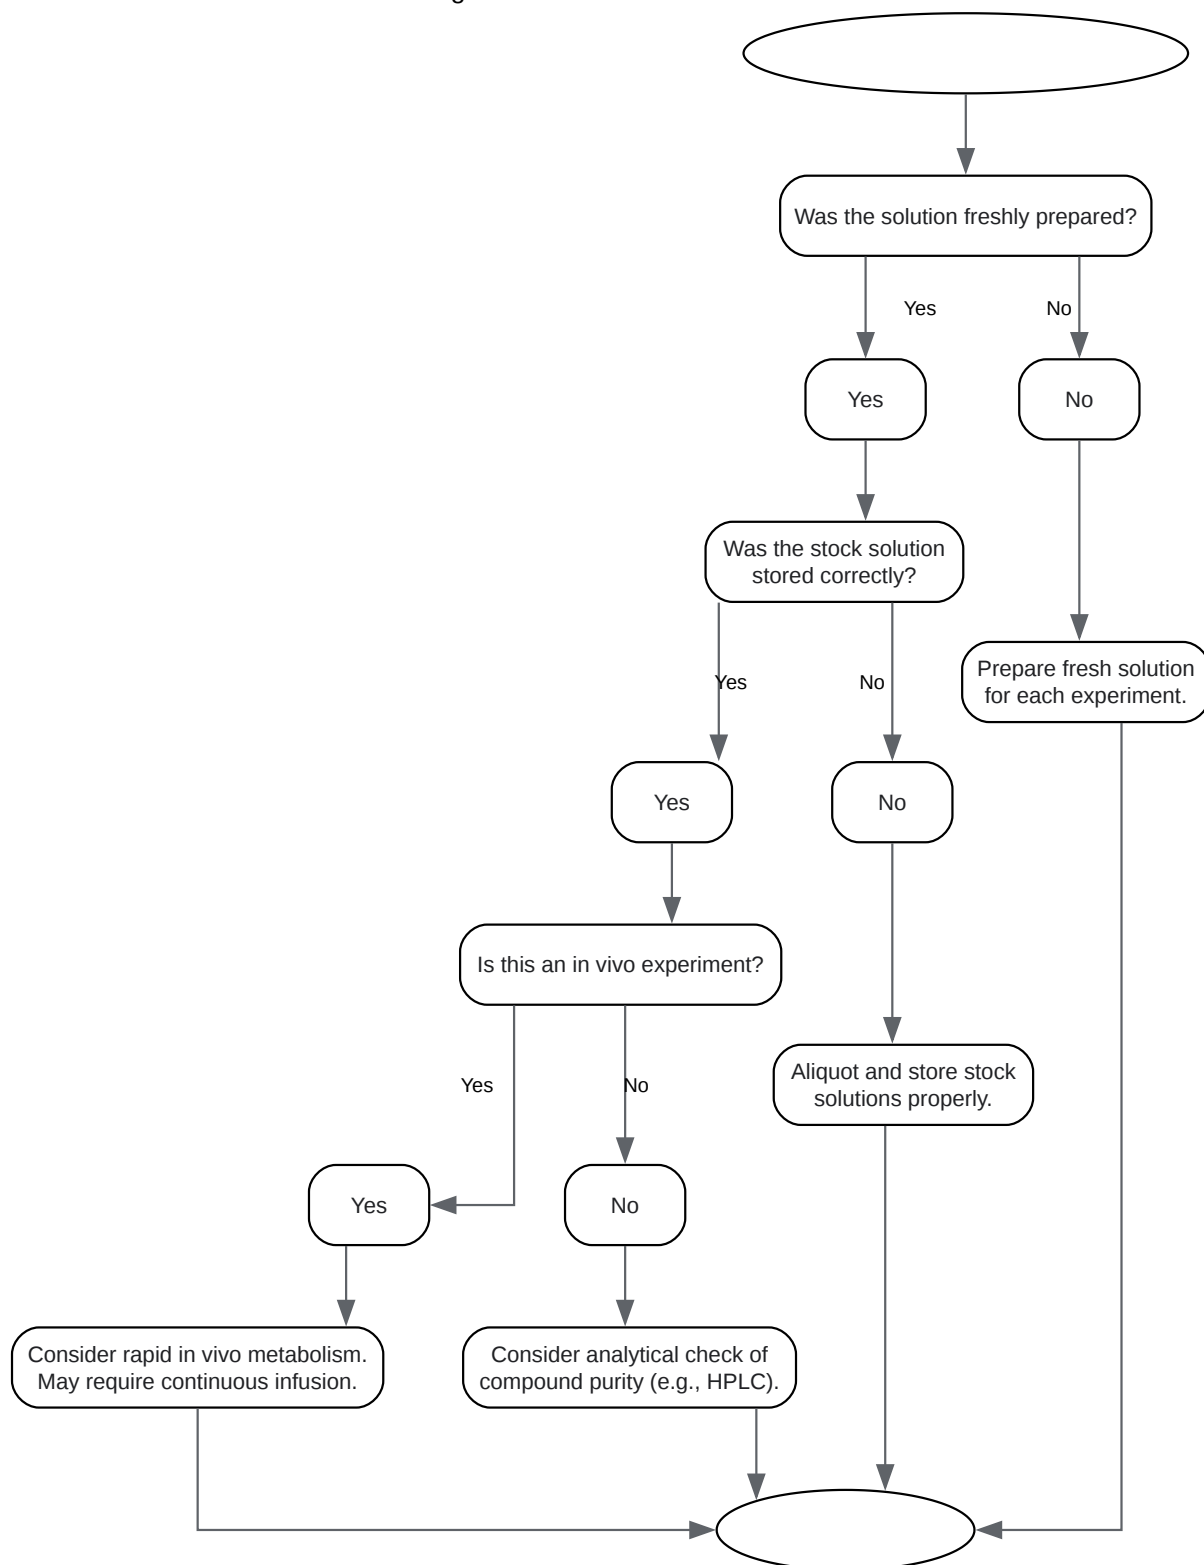 Was the solution freshly prepared?
Yes
No
Yes
No
Was the stock solution
stored correctly?
Prepare fresh solution
for each experiment.
Yes
No
Yes
No
Is this an in vivo experiment?
Aliquot and store stock
solutions properly.
Yes
No
Yes
No
Consider rapid in vivo metabolism.
May require continuous infusion.
Consider analytical check of
compound purity (e.g., HPLC).